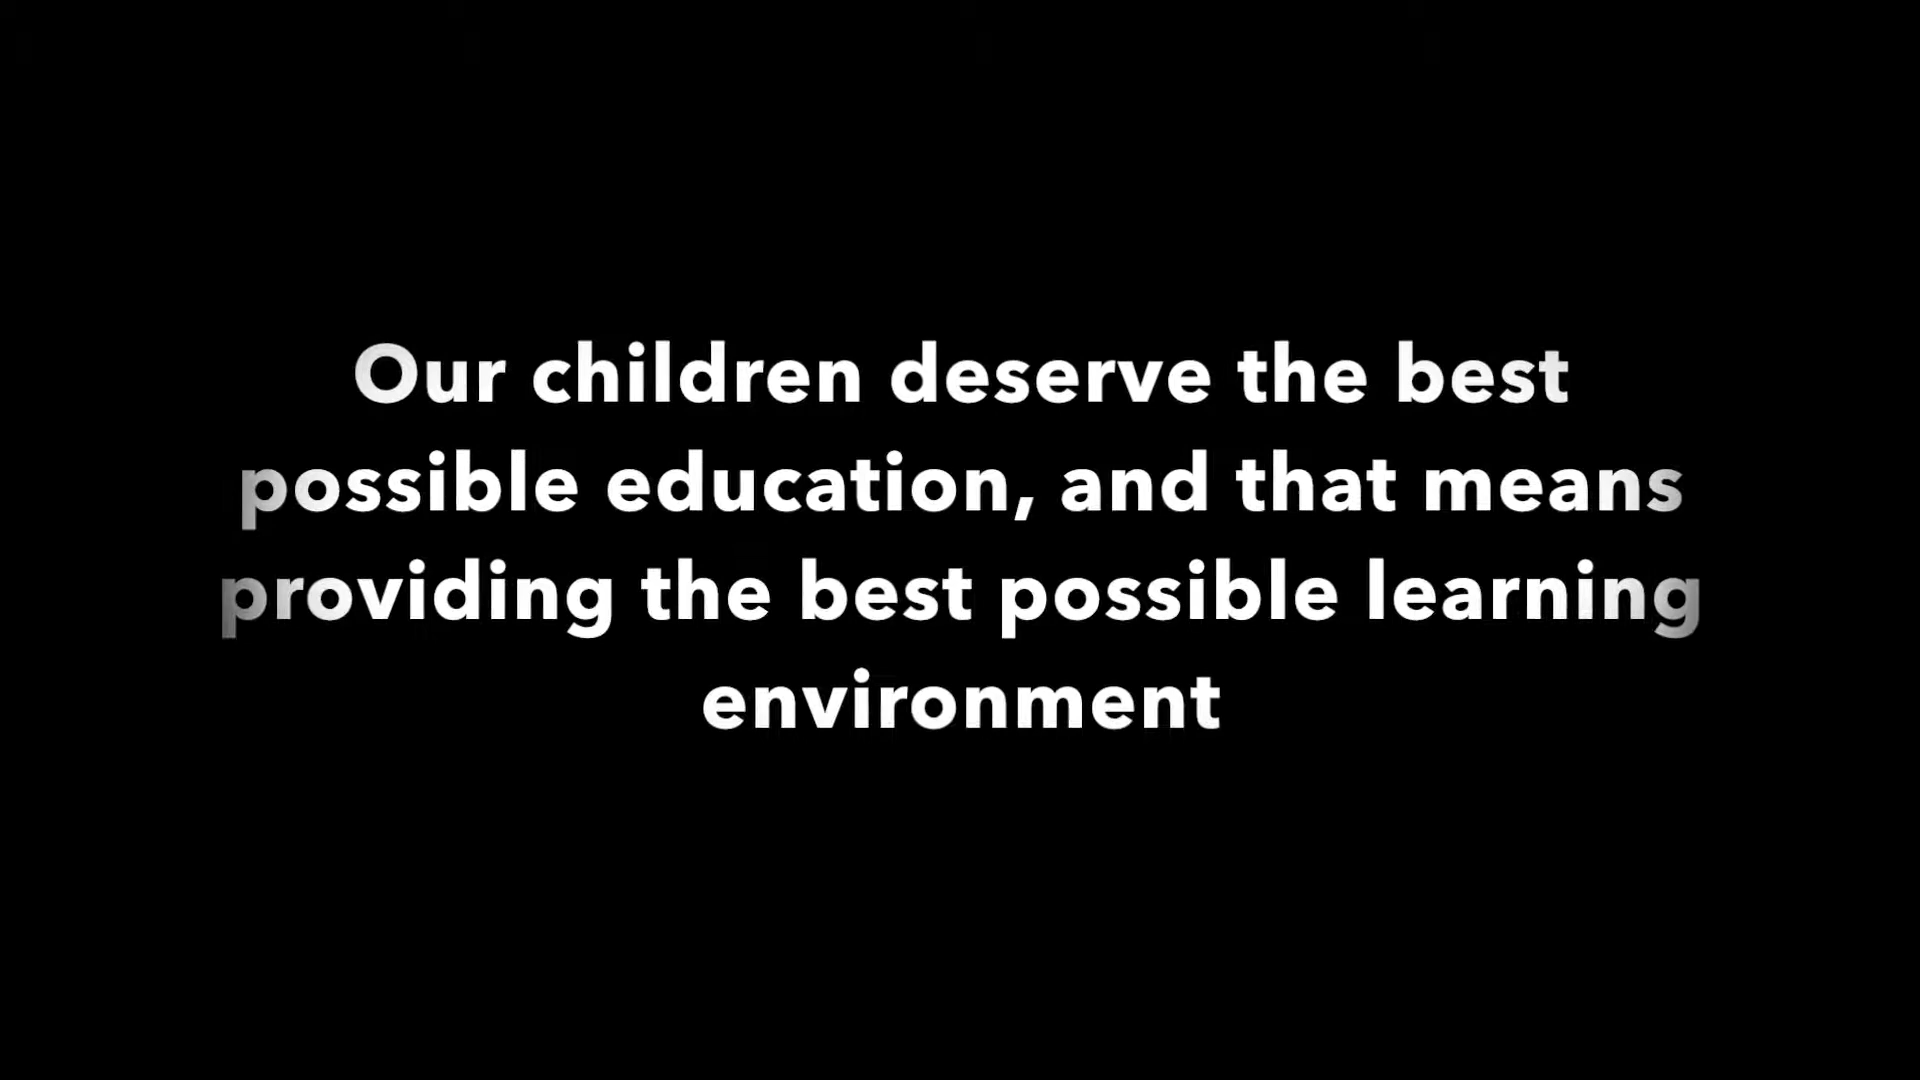 Our children deserve the best
possible education, and that means
providing the best possible learning
environment